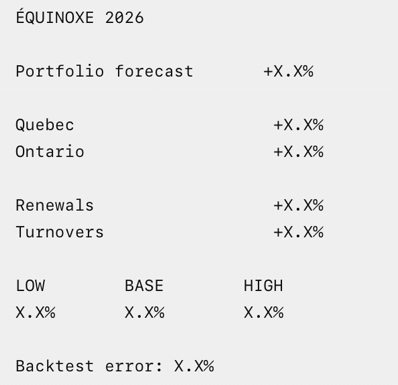 ÉQUINOXE 2026
Portfolio forecast +X.X%
Quebec +X.X%
Ontario +X.X%
Renewals +X.X%
Turnovers +X.X%
LOW BASE HIGH
X.X% X.X% X.X%
Backtest error: X.X%